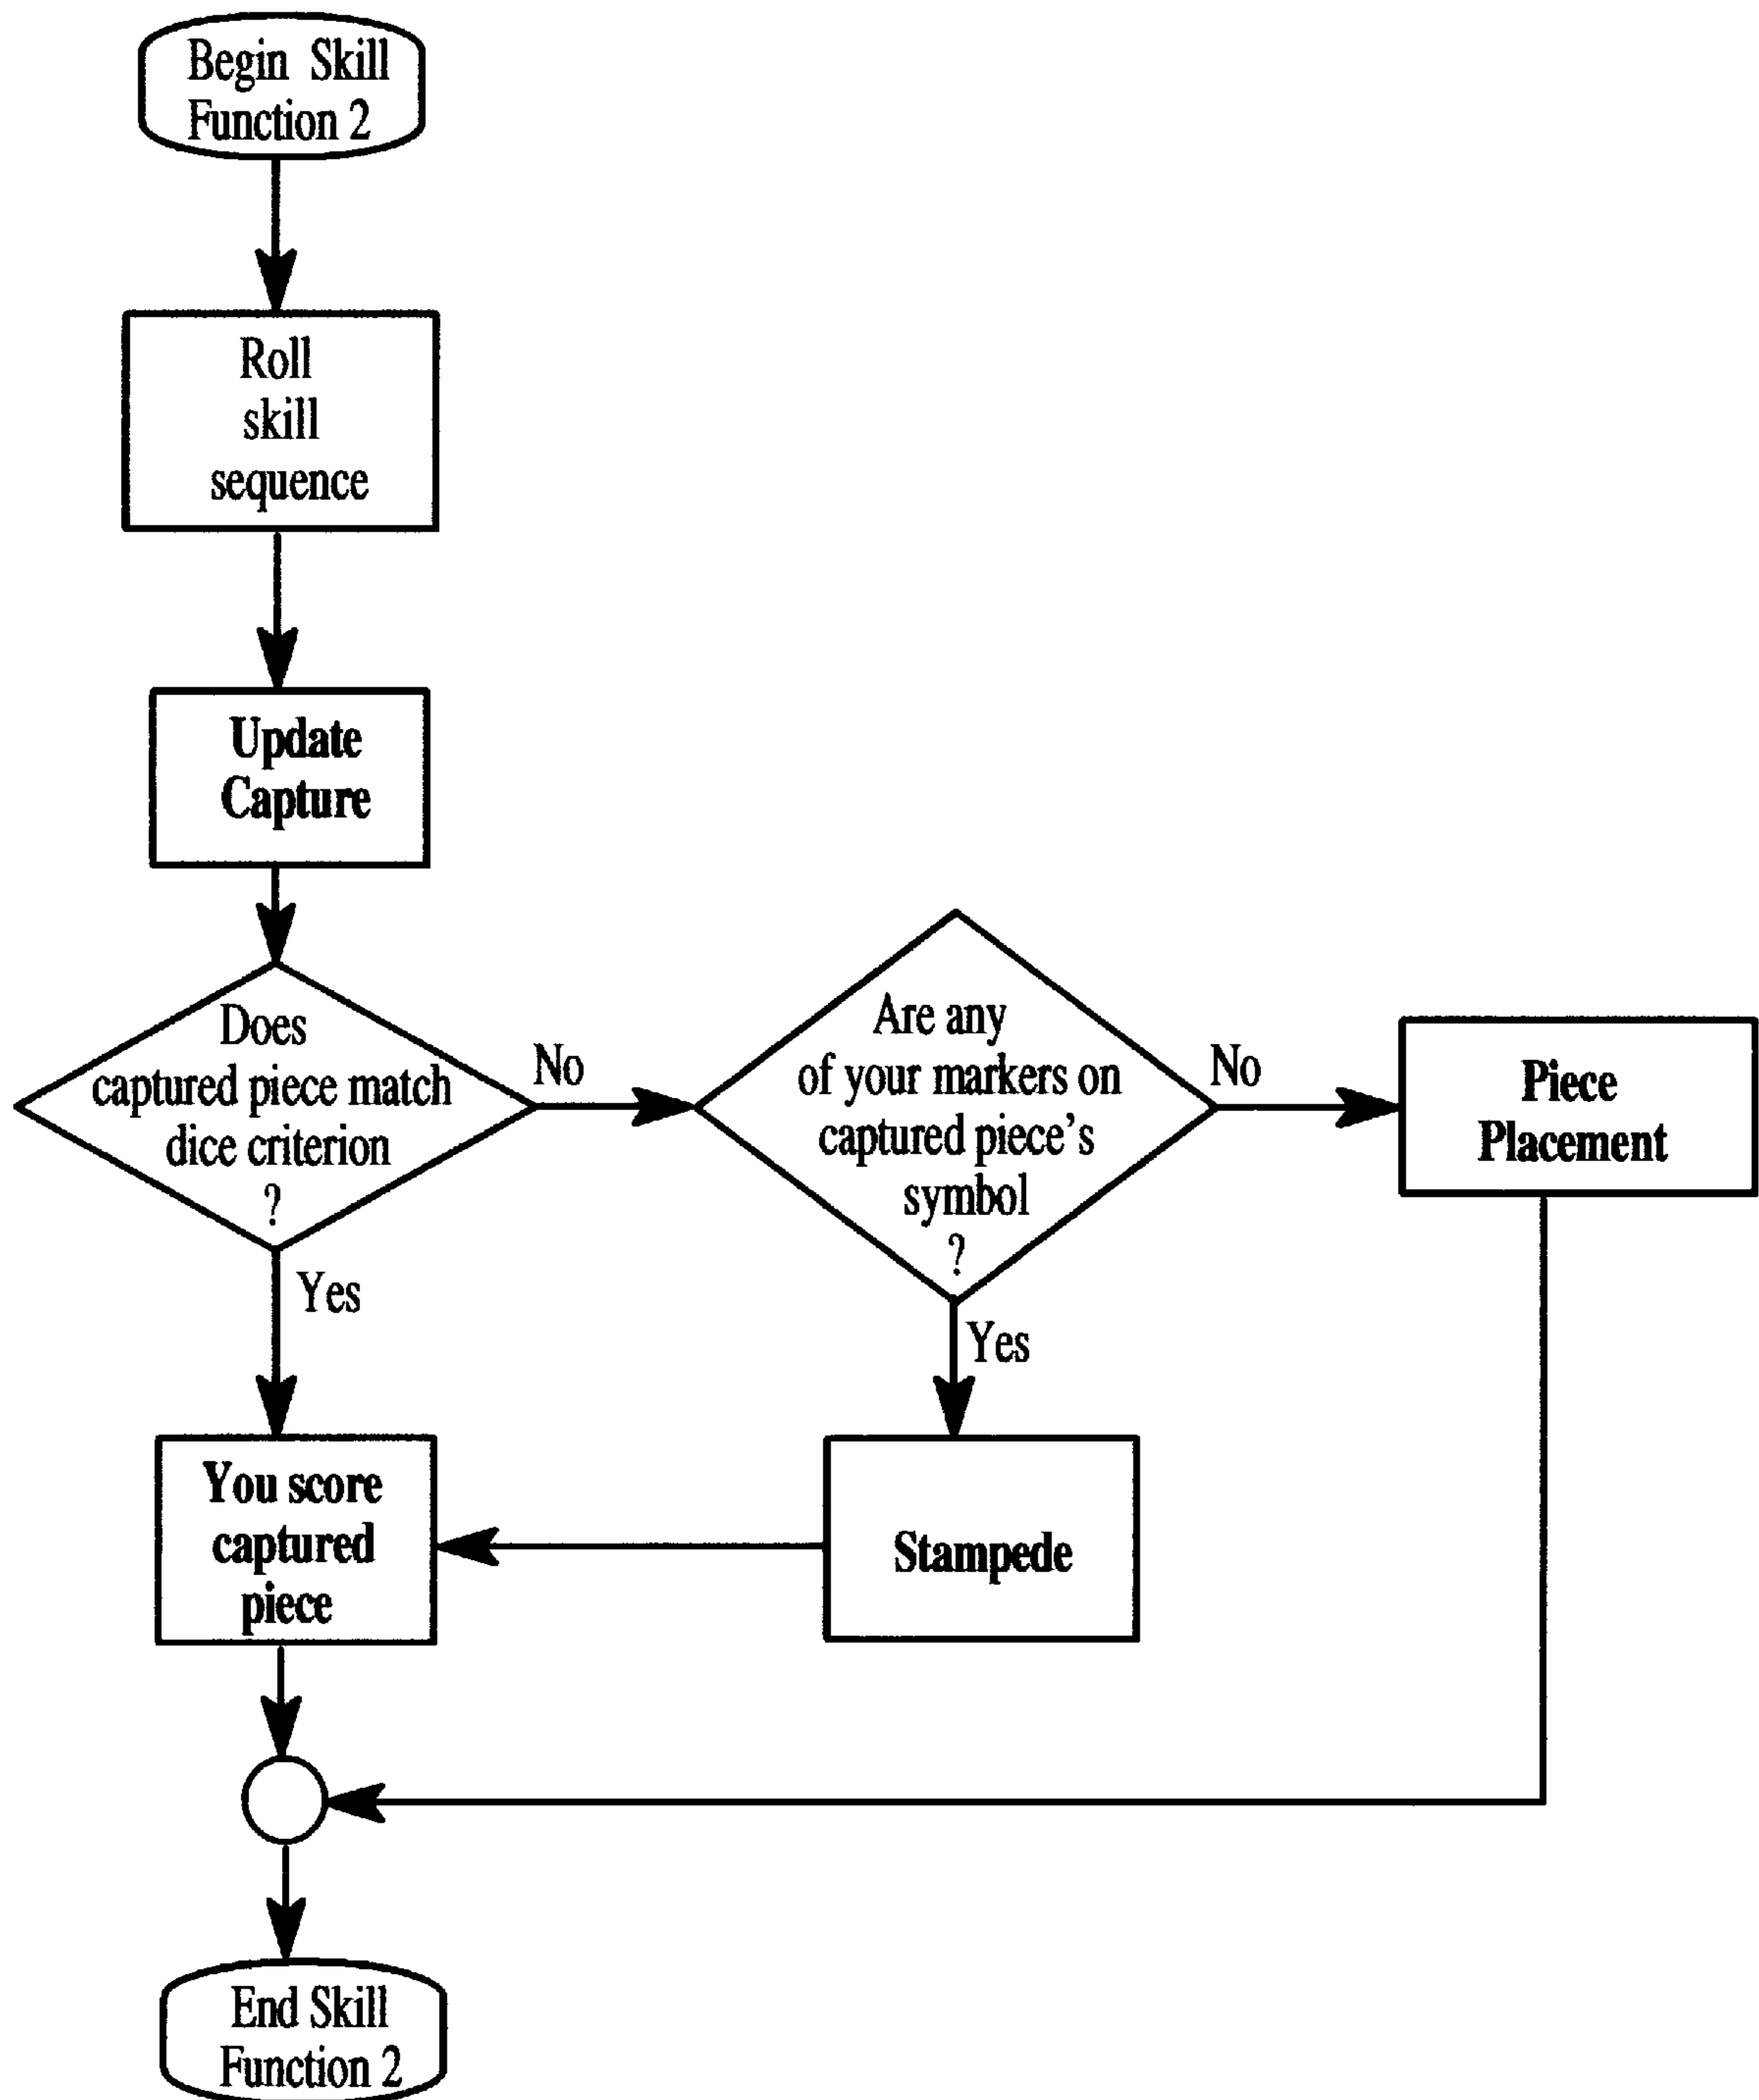 Begin Skill
Function 2
Roll
skill
sequence
Update
Capture
Does
captured piece match
dice criterion
?
No
Are any
of your markers on
captured piece's
symbol
?
No
Piece
Placement
Yes
Yes
You score
captured
piece
Stampede
End Skill
Function 2